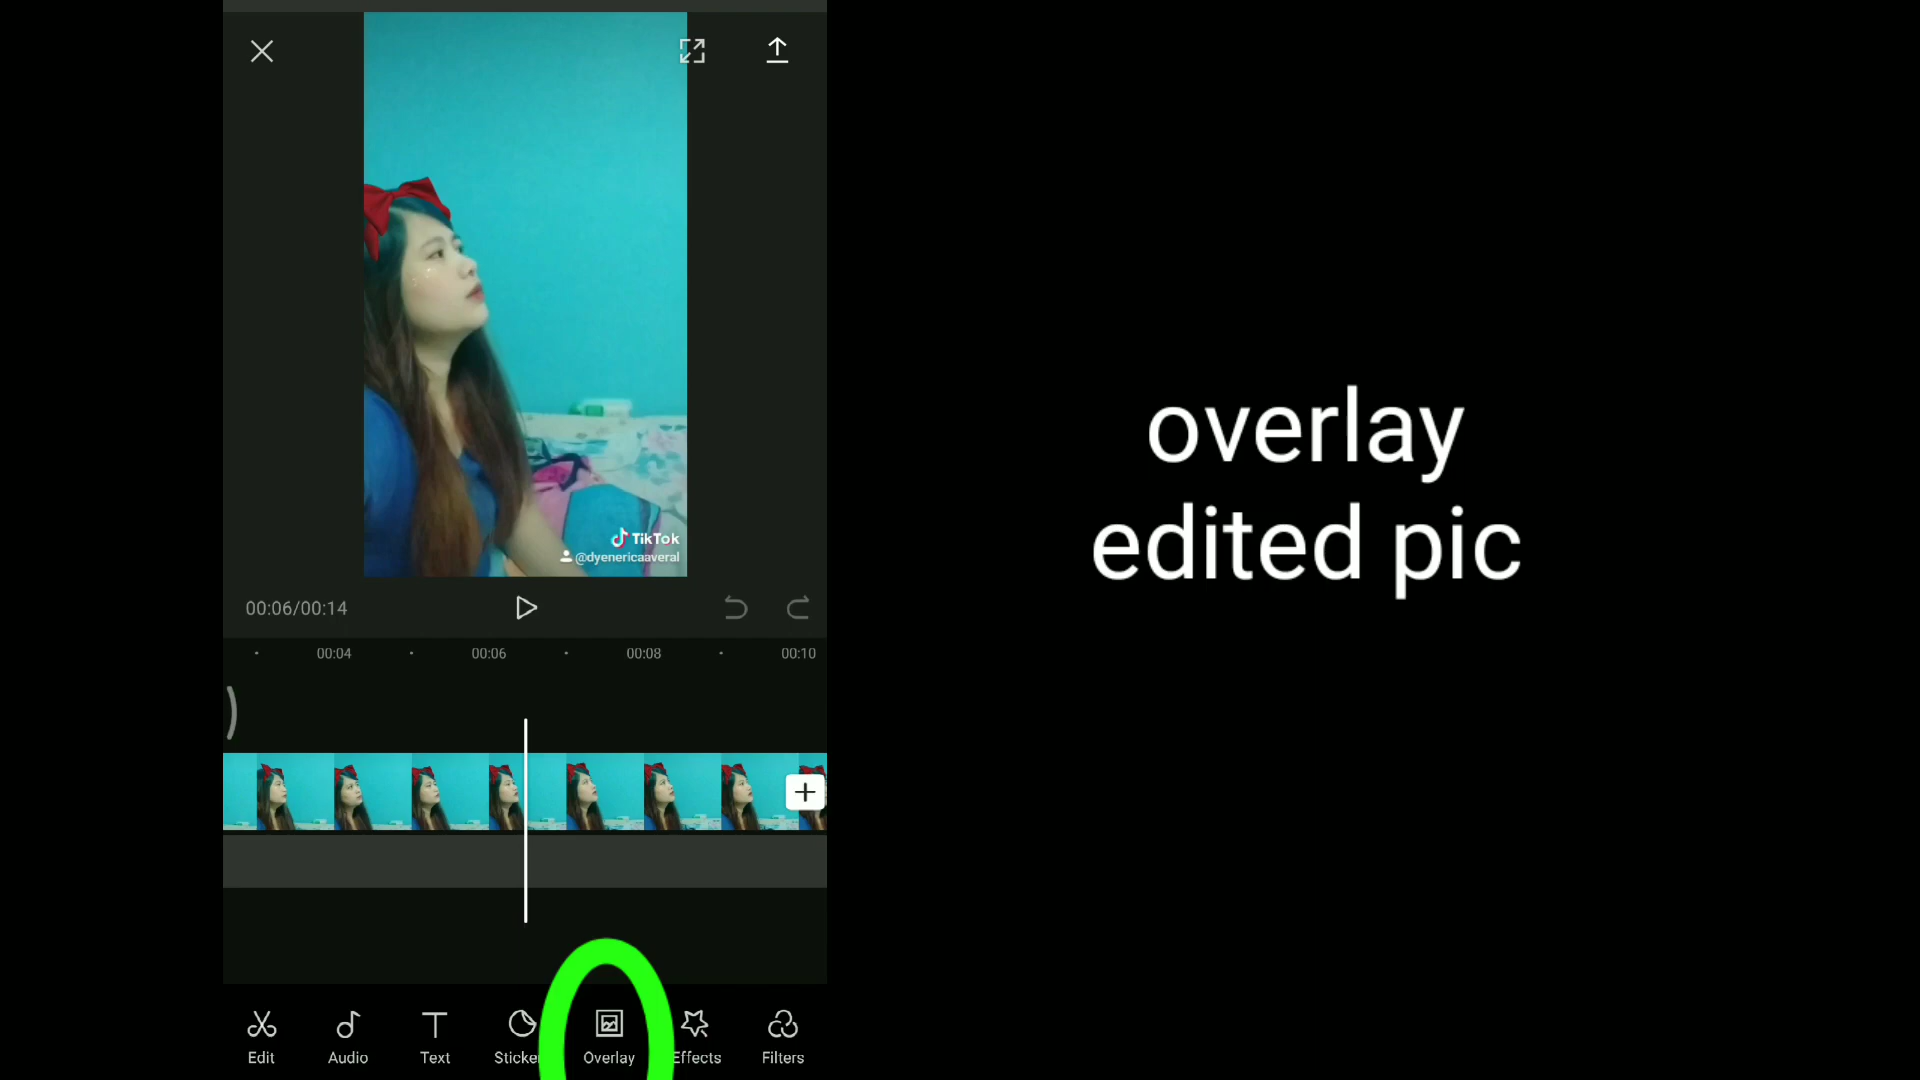 TikTok
@dyenericaaveral
00:06/00:14
00:04 00:06 00:08 00:10
overlay
edited pic
Edit Audio Text Sticker Overlay Effects Filters